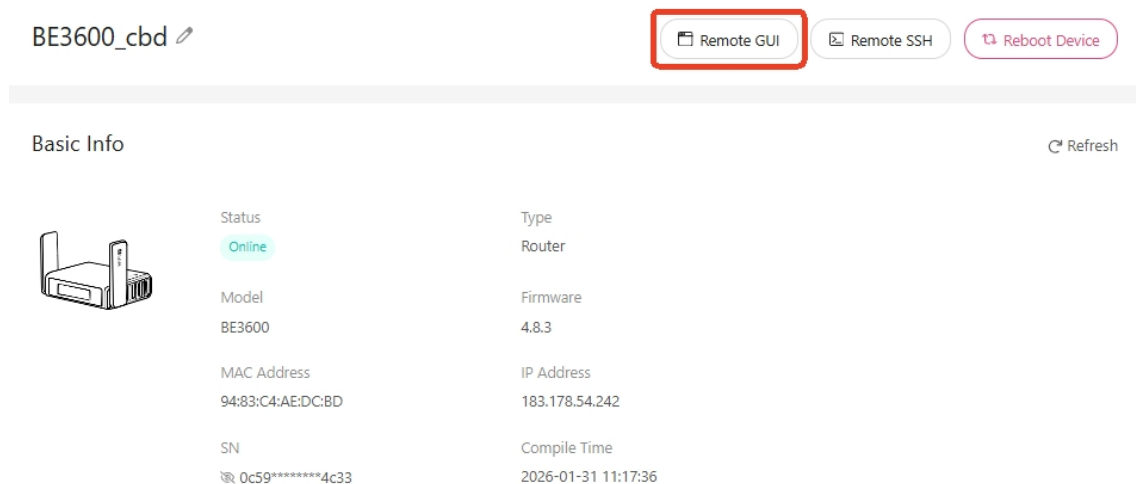 BE3600_cbd
Remote GUI
Remote SSH
Reboot Device
Basic Info
Refresh
Status
Type
Online
Router
Model
Firmware
BE3600
4.8.3
MAC Address
IP Address
94:83:C4:AE:DC:BD
183.178.54.242
SN
Compile Time
0c59********4c33
2026-01-31 11:17:36